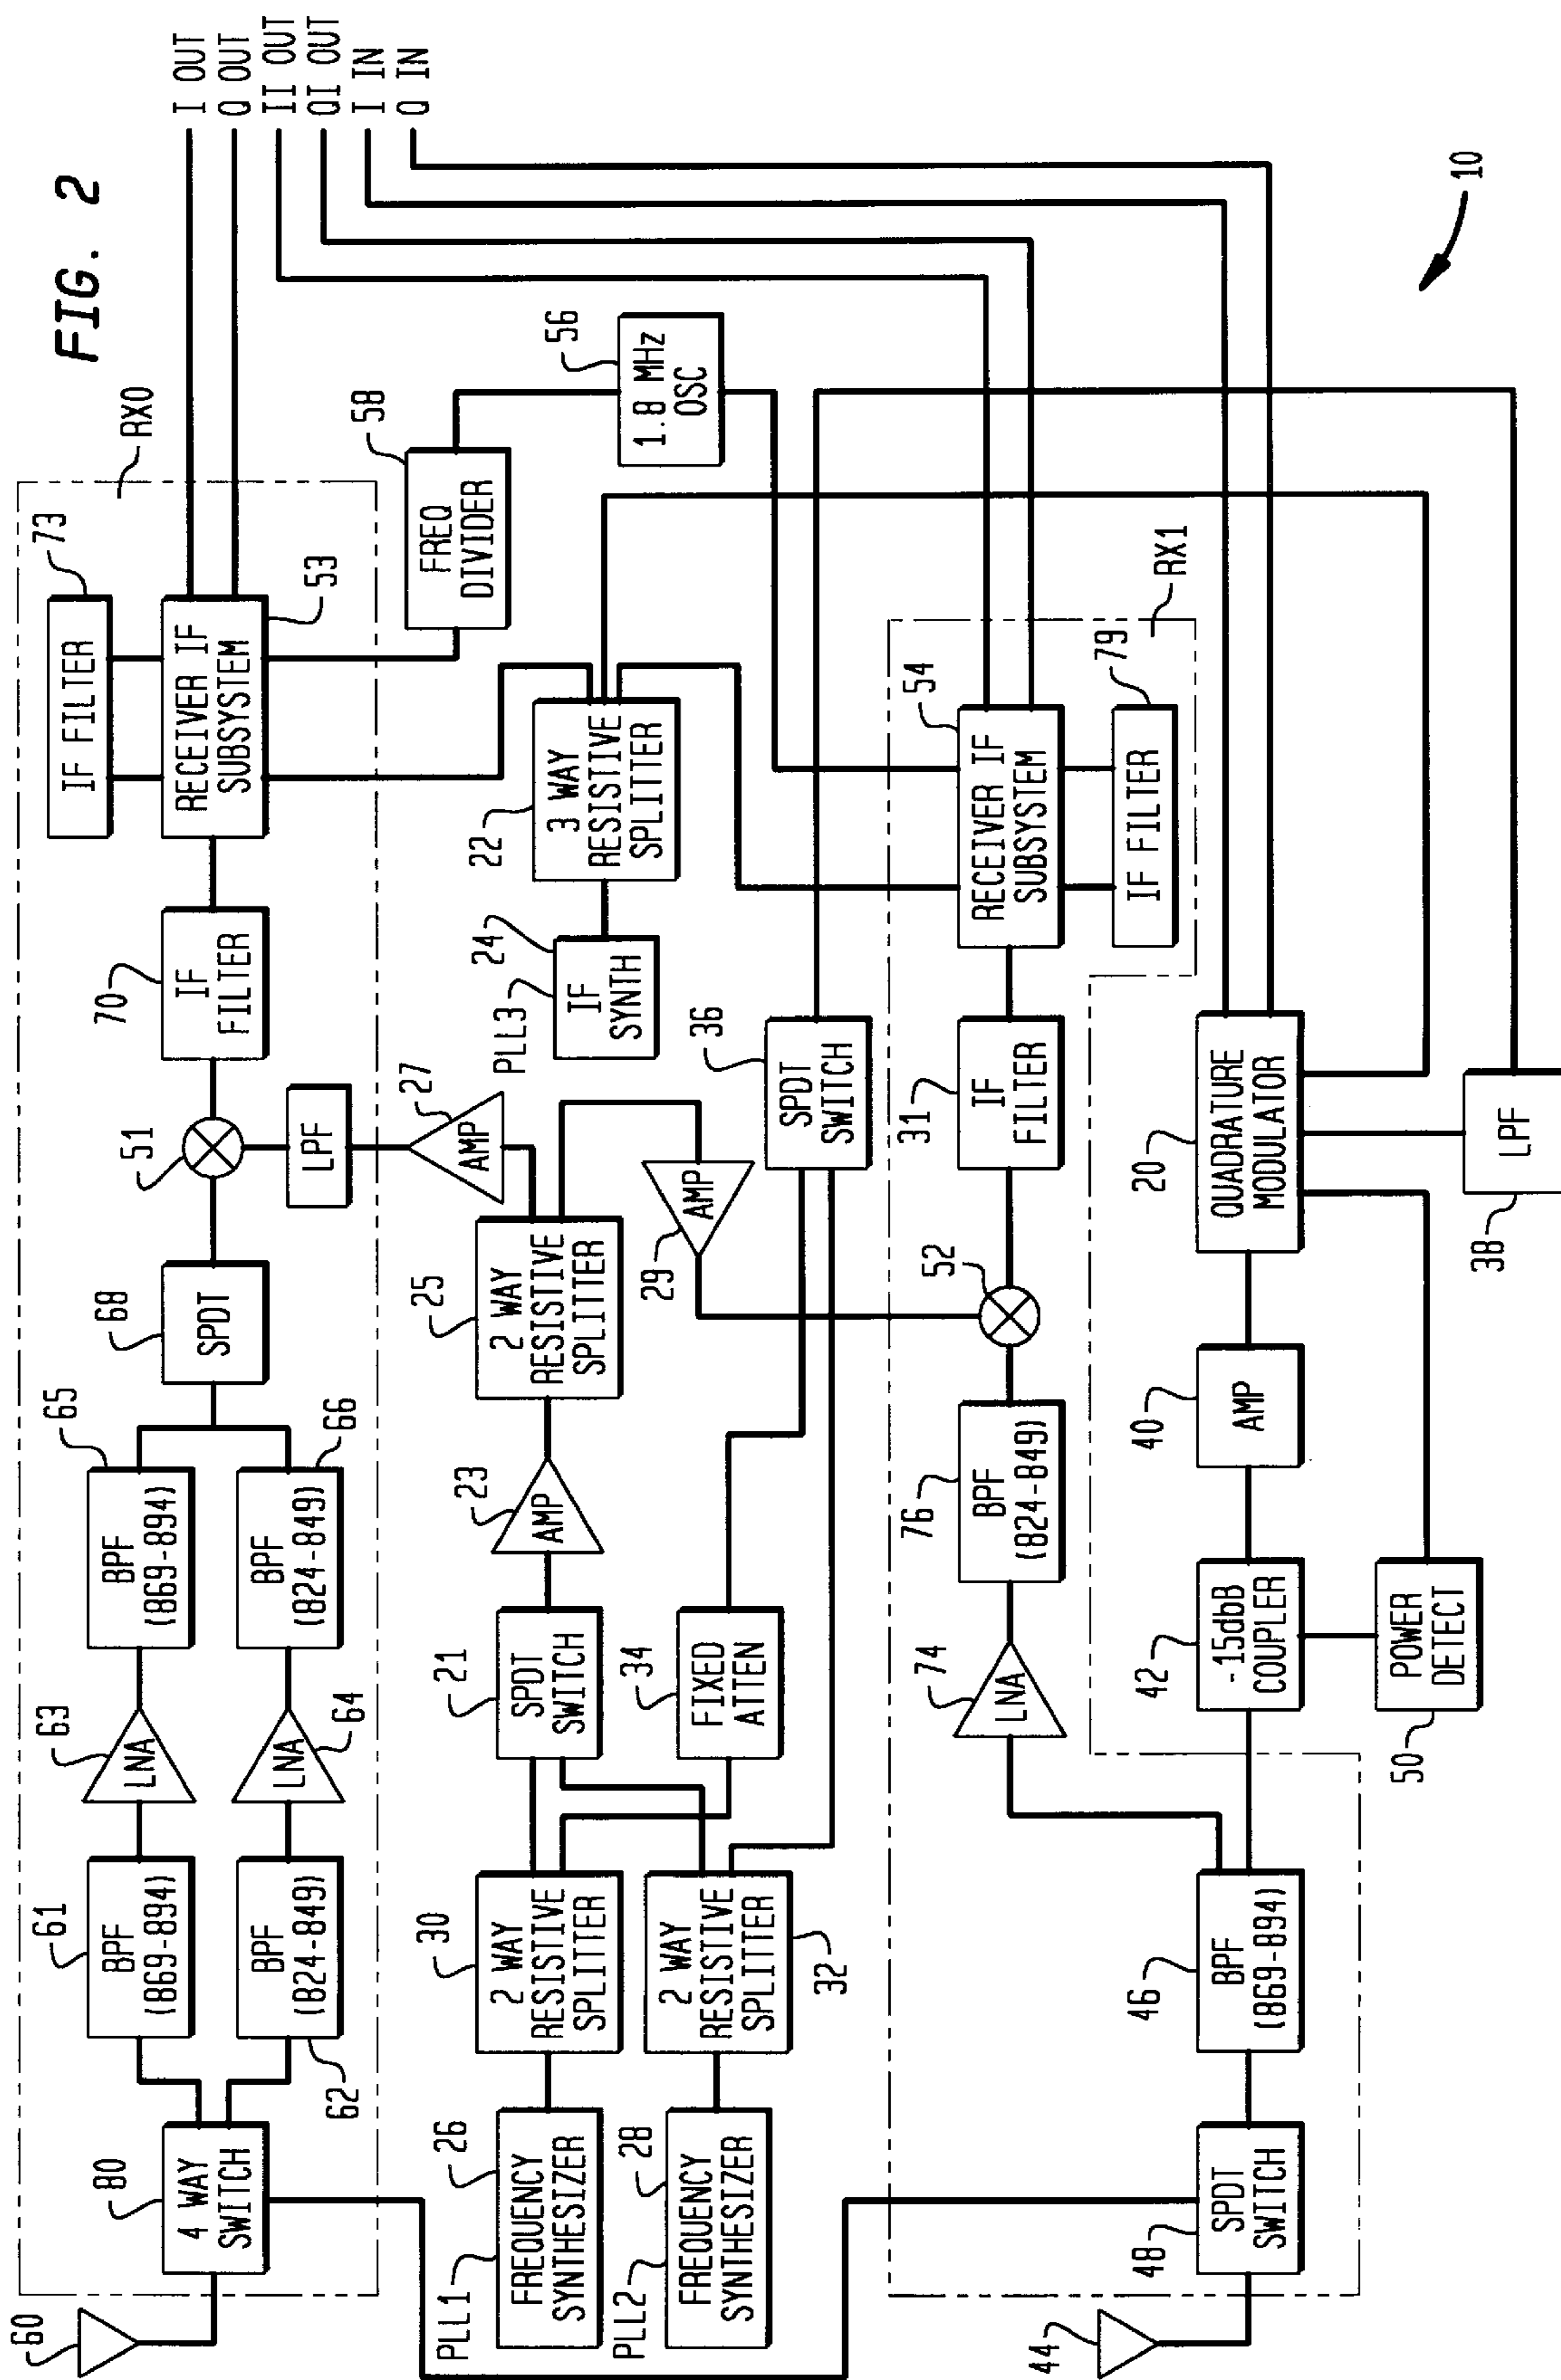 FIG. 2
I OUT
Q OUT
II OUT
QI OUT
I IN
Q IN
10
RX0
60
80
4 WAY
SWITCH
61
BPF
(869-894)
63
LNA
65
BPF
(869-894)
62
BPF
(824-849)
64
LNA
66
BPF
(824-849)
68
SPDT
51
LPF
70
IF
FILTER
73
IF FILTER
RECEIVER IF
SUBSYSTEM
53
58
FREQ
DIVIDER
56
1.8 MHz
OSC
PLL1
26
FREQUENCY
SYNTHESIZER
30
2 WAY
RESISTIVE
SPLITTER
21
SPDT
SWITCH
23
AMP
25
2 WAY
RESISTIVE
SPLITTER
27
AMP
29
AMP
PLL3
24
IF
SYNTH
22
3 WAY
RESISTIVE
SPLITTER
PLL2
28
FREQUENCY
SYNTHESIZER
2 WAY
RESISTIVE
SPLITTER
32
34
FIXED
ATTEN
36
SPDT
SWITCH
74
LNA
76
BPF
(824-849)
52
31
IF
FILTER
54
RECEIVER IF
SUBSYSTEM
79
IF FILTER
RX1
44
48
SPDT
SWITCH
46
BPF
(869-894)
42
-15dbB
COUPLER
40
AMP
20
QUADRATURE
MODULATOR
50
POWER
DETECT
38
LPF